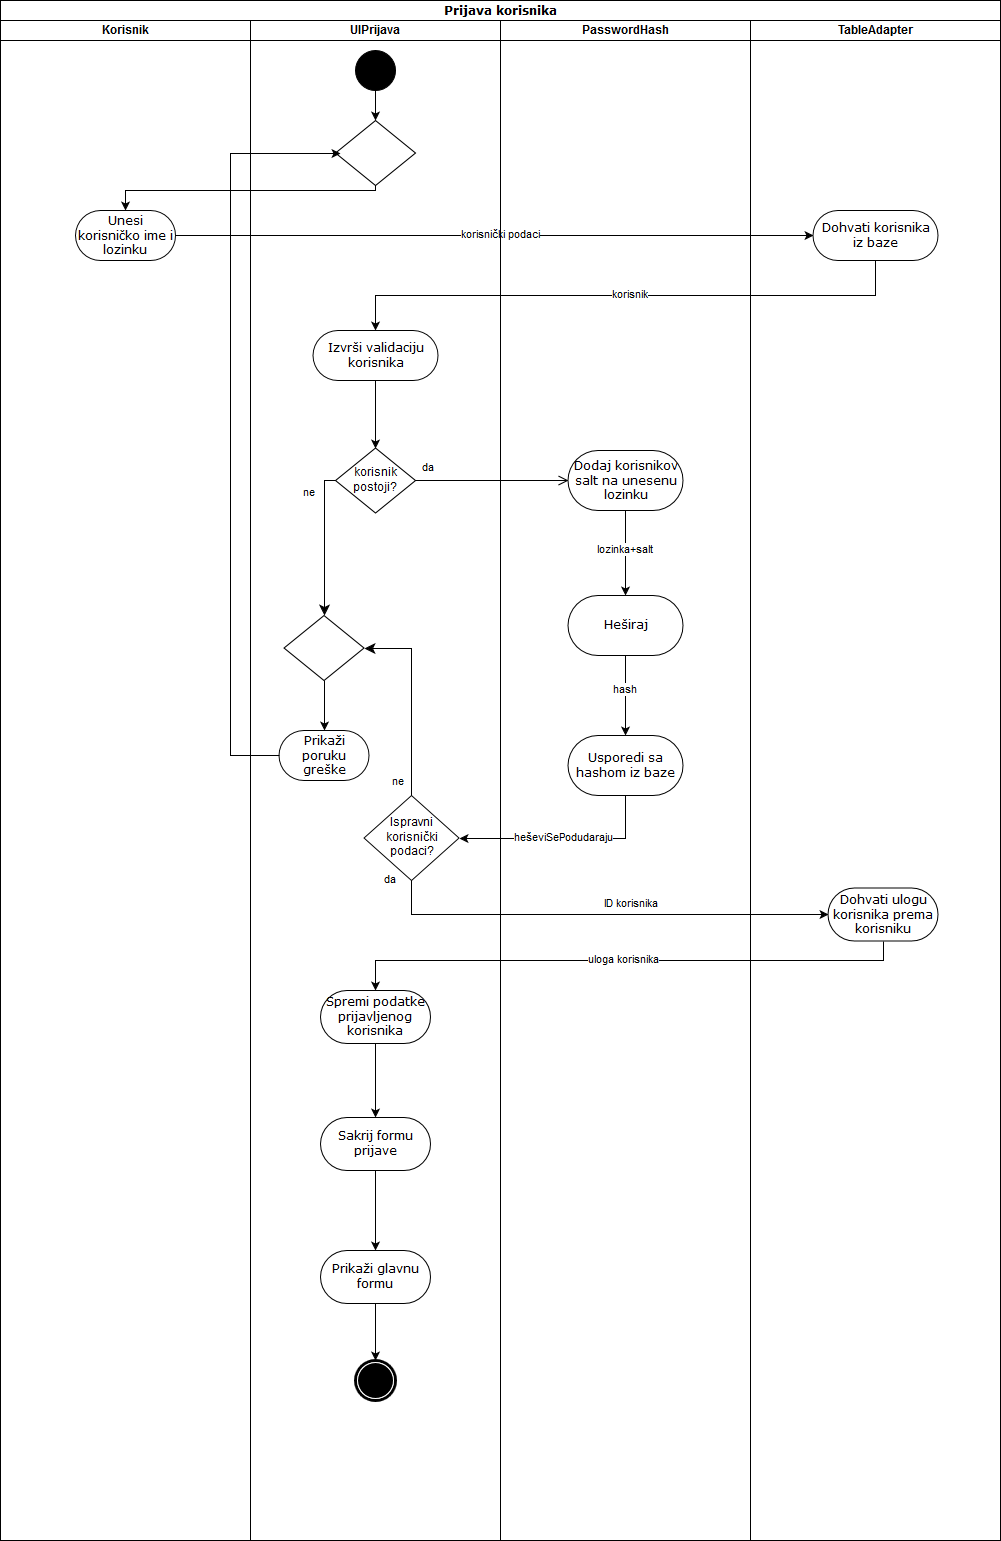 Prijava korisnika
Korisnik
UIPrijava
PasswordHash
TableAdapter
Unesi
korisničko ime i
lozinku
korisnički podaci
Dohvati korisnika
iz baze
korisnik
Izvrši validaciju
korisnika
korisnik
postoji?
da
ne
Dodaj korisnikov
salt na unesenu
lozinku
lozinka+salt
Heširaj
hash
Prikaži
poruku
greške
Usporedi sa
hashom iz baze
ne
Ispravni
korisnički
podaci?
heševiSePodudaraju
da
ID korisnika
Dohvati ulogu
korisnika prema
korisniku
uloga korisnika
Spremi podatke
prijavljenog
korisnika
Sakrij formu
prijave
Prikaži glavnu
formu